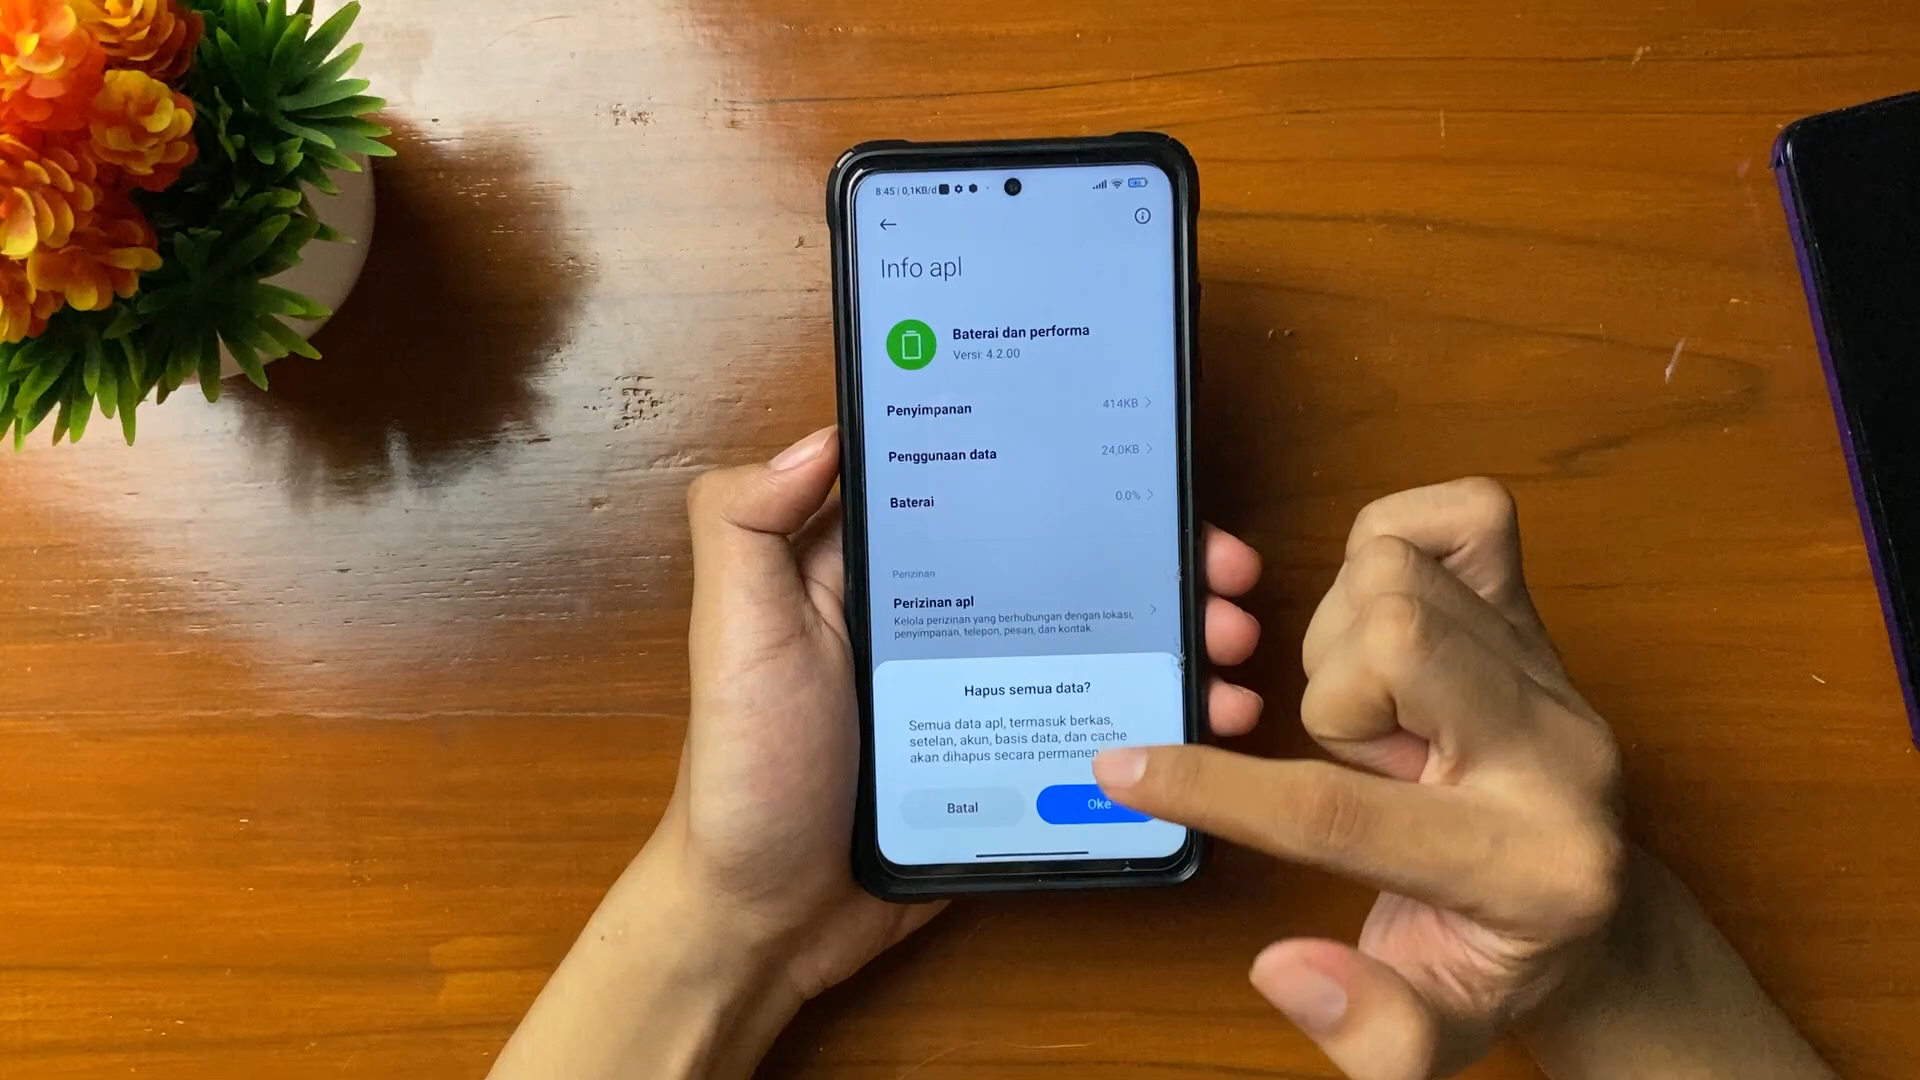 8:45 | 0,1KB/d
Info apl
Baterai dan performa
Versi: 4.2.00
Penyimpanan 414KB
Penggunaan data 24,0KB
Baterai 0,0%
Perizinan
Perizinan apl
Kelola perizinan yang berhubungan dengan lokasi,
penyimpanan, telepon, pesan, dan kontak.
Hapus semua data?
Semua data apl, termasuk berkas,
setelan, akun, basis data, dan cache
akan dihapus secara permanen
Batal Oke